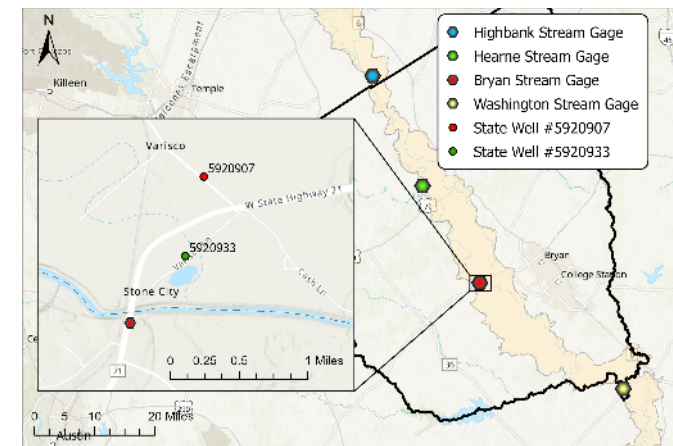 N
Killeen
Temple
Highbank Stream Gage
Hearne Stream Gage
Bryan Stream Gage
Washington Stream Gage
State Well #5920907
State Well #5920933
Varisco
5920907
W State Highway 21
5920933
Cash Ln
Stone City
21
0 0.25 0.5 1 Miles
Bryan
College Station
36
0 5 10 20 Miles
Austin